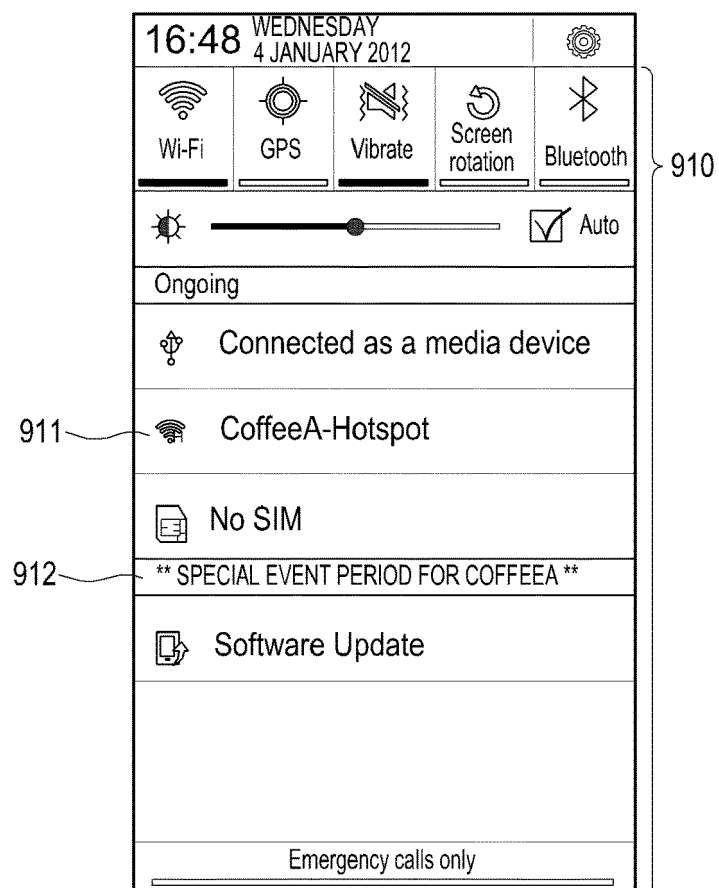 16:48 WEDNESDAY
4 JANUARY 2012
Wi-Fi GPS Vibrate Screen rotation Bluetooth
910
Auto
Ongoing
Connected as a media device
911 CoffeeA-Hotspot
No SIM
912 ** SPECIAL EVENT PERIOD FOR COFFEEA **
Software Update
Emergency calls only